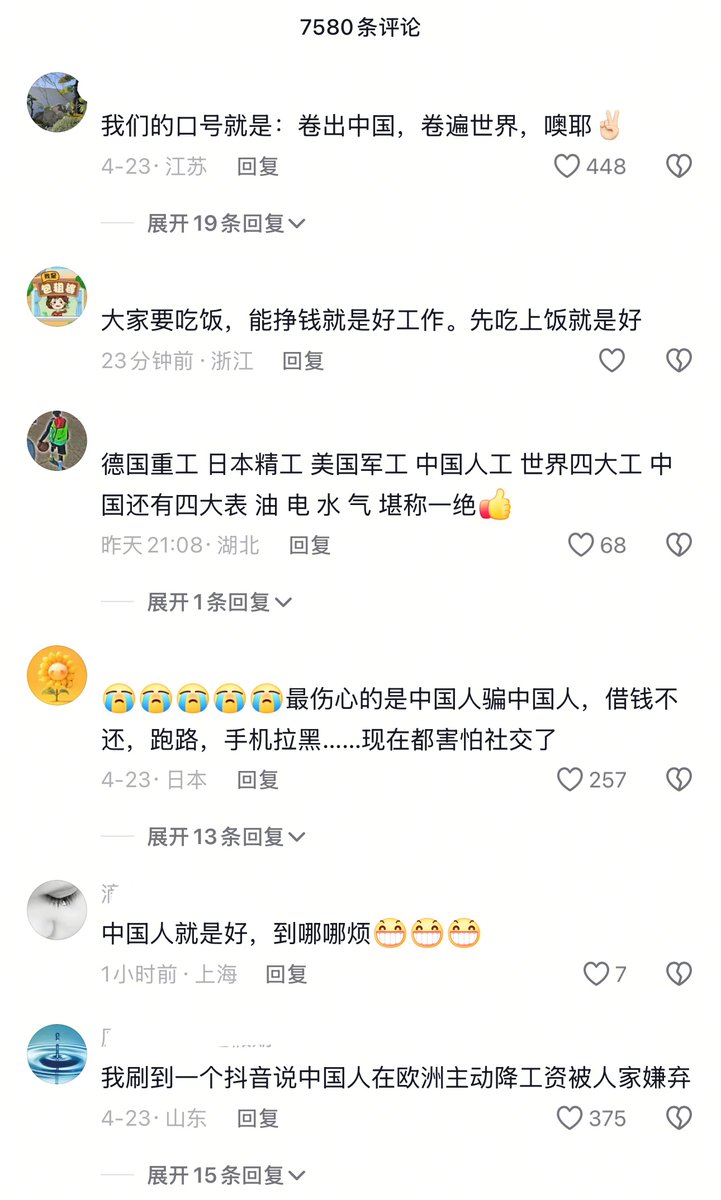 7580条评论
我们的口号就是：卷出中国，卷遍世界，噢耶✌🏻
4-23·江苏 回复 448
展开19条回复
我是
包租婆
大家要吃饭，能挣钱就是好工作。先吃上饭就是好
23分钟前·浙江 回复
德国重工 日本精工 美国军工 中国人工 世界四大工 中
国还有四大表 油 电 水 气 堪称一绝👍
昨天21:08·湖北 回复 68
展开1条回复
😭😭😭😭😭最伤心的是中国人骗中国人，借钱不
还，跑路，手机拉黑……现在都害怕社交了
4-23·日本 回复 257
展开13条回复
中国人就是好，到哪哪烦😁😁😁
1小时前·上海 回复 7
我刷到一个抖音说中国人在欧洲主动降工资被人家嫌弃
4-23·山东 回复 375
展开15条回复